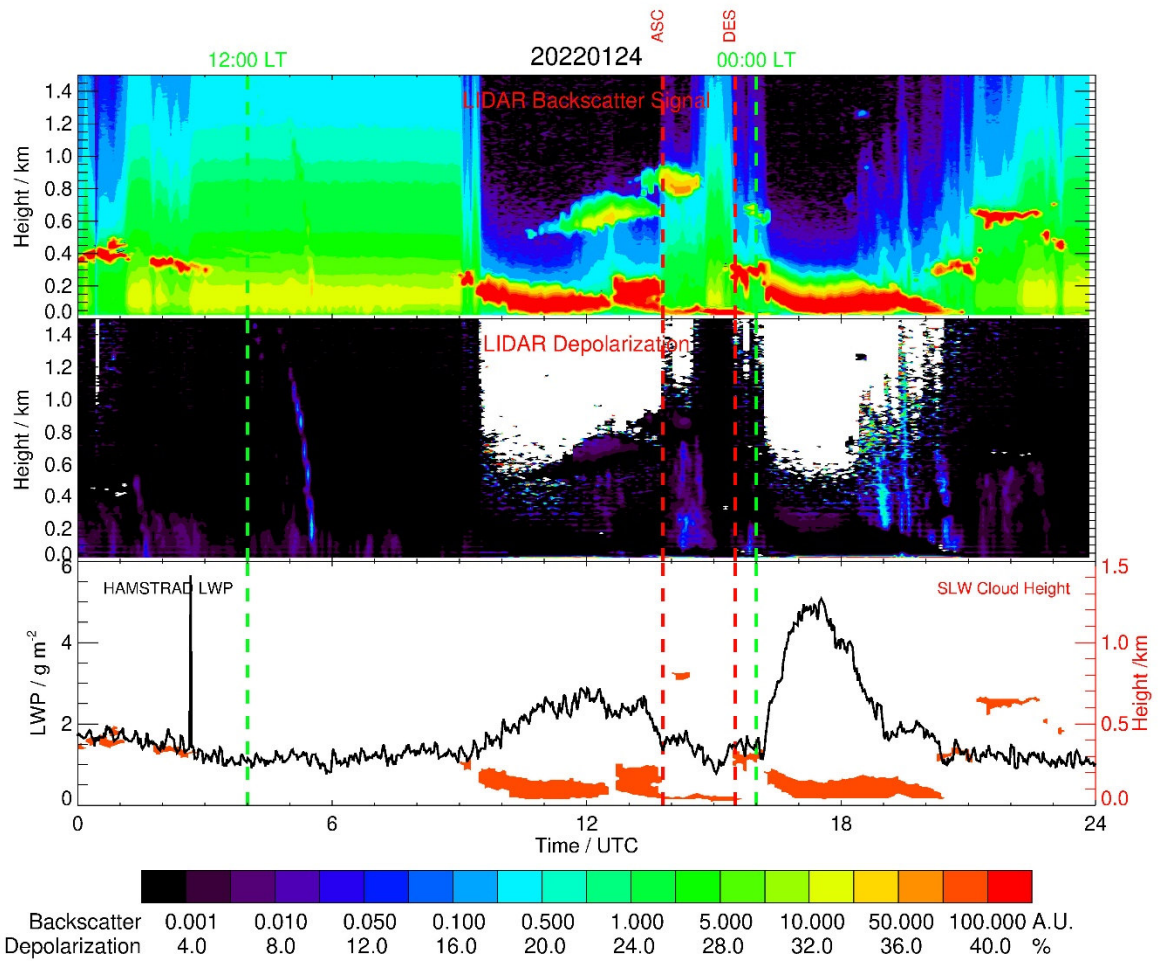 ASC DES
12:00 LT 20220124 00:00 LT
LIDAR Backscatter Signal
Height / km
1.4
1.2
1.0
0.8
0.6
0.4
0.2
0.0
LIDAR Depolarization
Height / km
1.4
1.2
1.0
0.8
0.6
0.4
0.2
0.0
HAMSTRAD LWP SLW Cloud Height
LWP / g m-2
6
4
2
0
Height /km
1.5
1.0
0.5
0.0
0 6 12 18 24
Time / UTC
Backscatter 0.001 0.010 0.050 0.100 0.500 1.000 5.000 10.000 50.000 100.000 A.U.
Depolarization 4.0 8.0 12.0 16.0 20.0 24.0 28.0 32.0 36.0 40.0 %